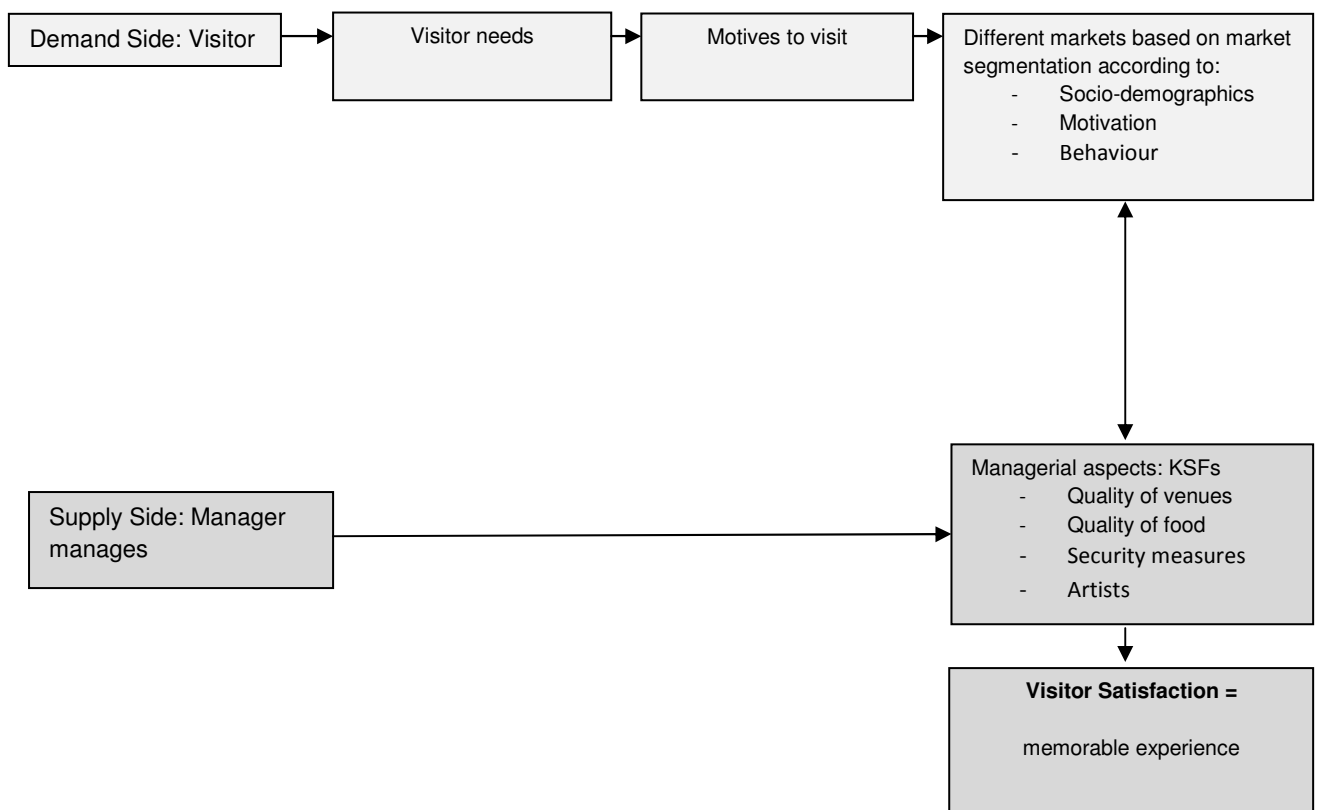 Demand Side: Visitor
Visitor needs
Motives to visit
Different markets based on market
segmentation according to:
- Socio-demographics
- Motivation
- Behaviour
Supply Side: Manager
manages
Managerial aspects: KSFs
- Quality of venues
- Quality of food
- Security measures
- Artists
Visitor Satisfaction =
memorable experience